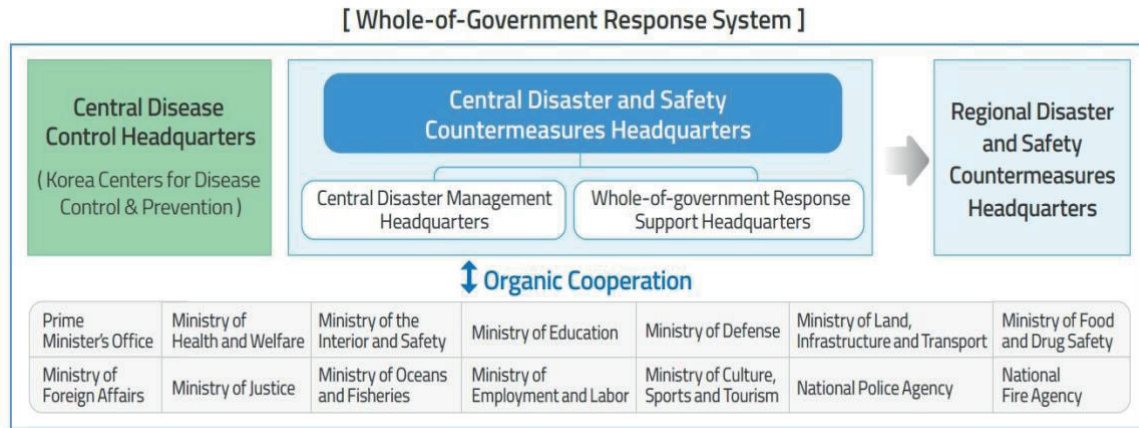 [ Whole-of-Government Response System ]
Central Disease
Control Headquarters
( Korea Centers for Disease
Control & Prevention )
Central Disaster and Safety
Countermeasures Headquarters
Central Disaster Management
Headquarters
Whole-of-government Response
Support Headquarters
Regional Disaster
and Safety
Countermeasures
Headquarters
Organic Cooperation
Prime
Minister's Office
Ministry of
Health and Welfare
Ministry of the
Interior and Safety
Ministry of Education
Ministry of Defense
Ministry of Land,
Infrastructure and Transport
Ministry of Food
and Drug Safety
Ministry of
Foreign Affairs
Ministry of Justice
Ministry of Oceans
and Fisheries
Ministry of
Employment and Labor
Ministry of Culture,
Sports and Tourism
National Police Agency
National
Fire Agency